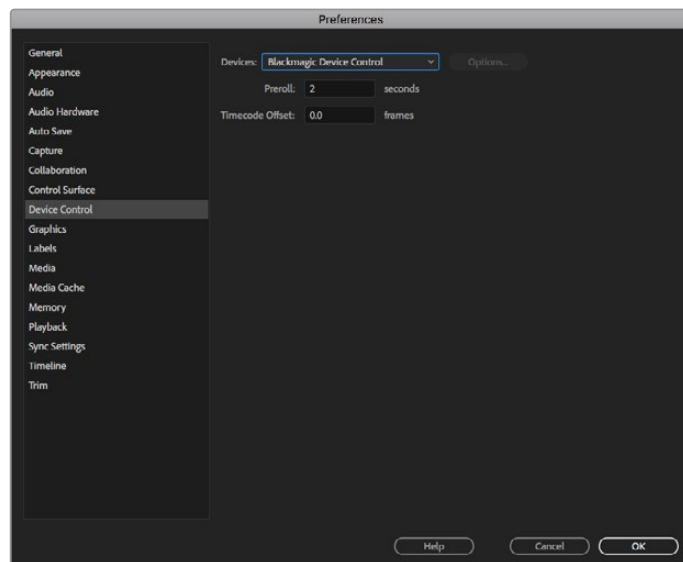 Preferences
General
Appearance
Audio
Audio Hardware
Auto Save
Capture
Collaboration
Control Surface
Device Control
Graphics
Labels
Media
Media Cache
Memory
Playback
Sync Settings
Timeline
Trim
Devices: Blackmagic Device Control Options...
Preroll: 2 seconds
Timecode Offset: 0.0 frames
Help Cancel OK